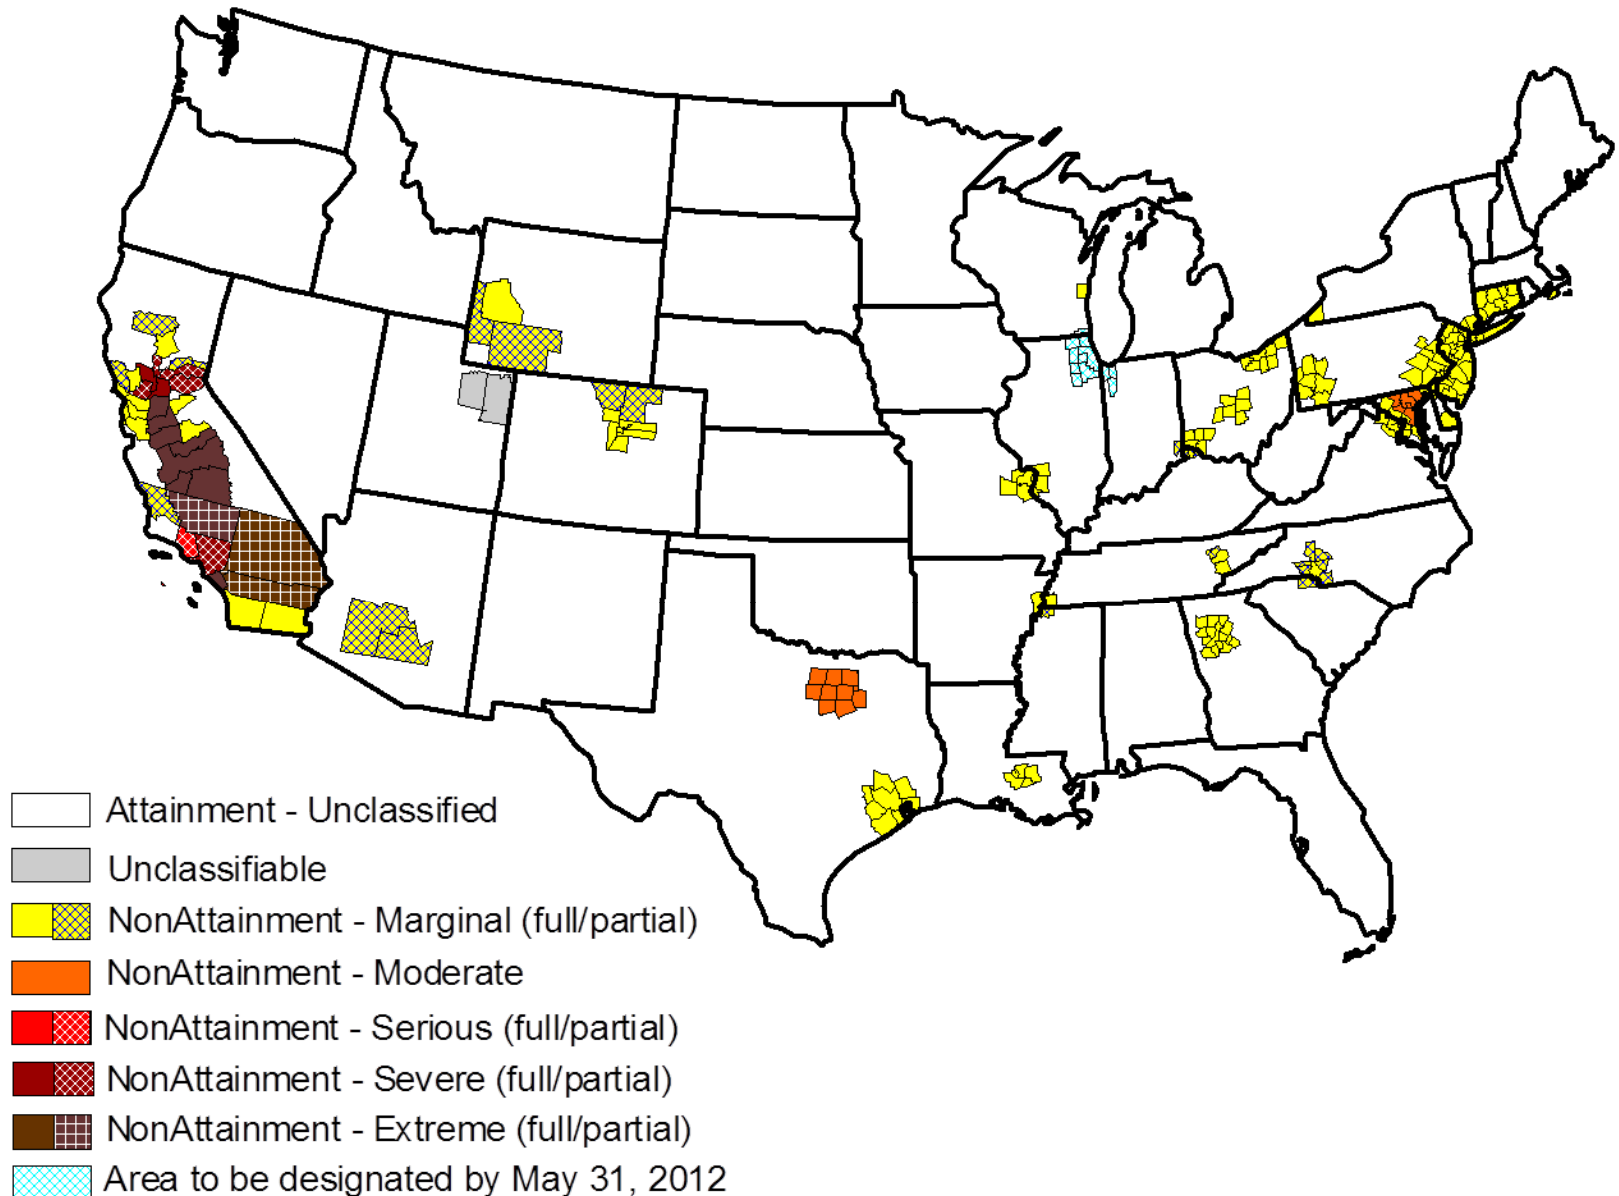 Attainment - Unclassified
Unclassifiable
NonAttainment - Marginal (full/partial)
NonAttainment - Moderate
NonAttainment - Serious (full/partial)
NonAttainment - Severe (full/partial)
NonAttainment - Extreme (full/partial)
Area to be designated by May 31, 2012